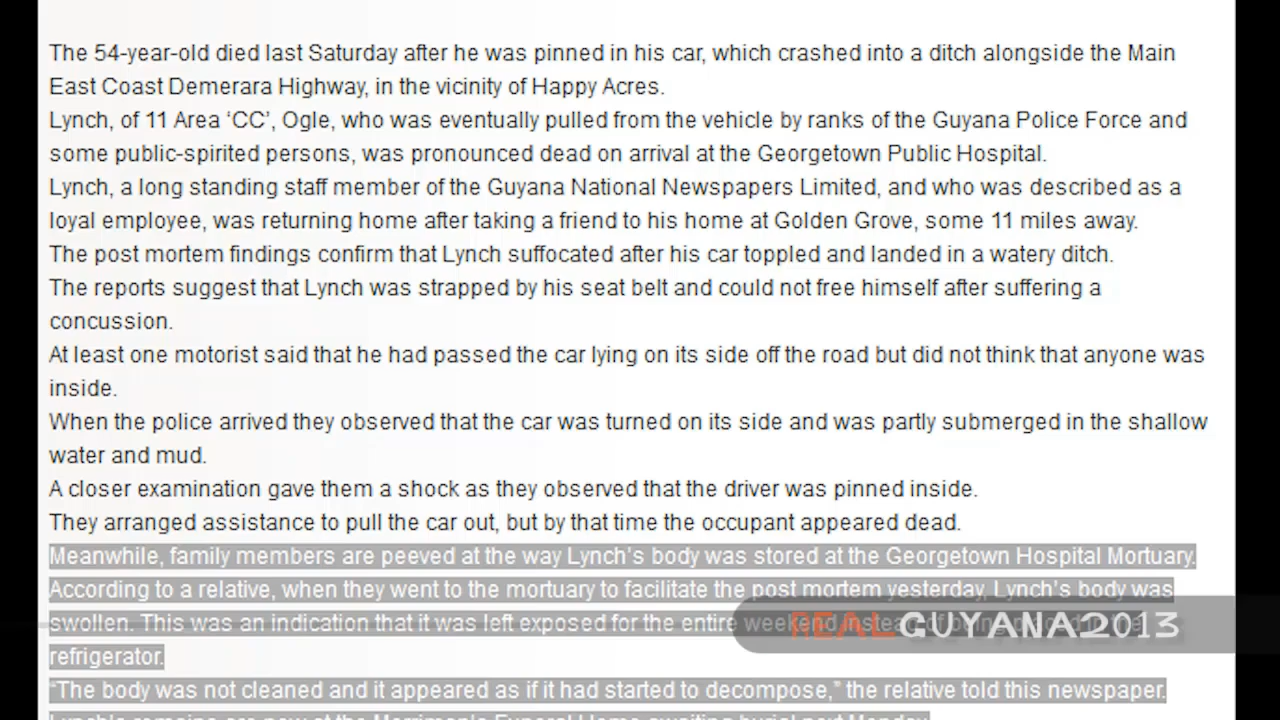 The 54-year-old died last Saturday after he was pinned in his car, which crashed into a ditch alongside the Main
East Coast Demerara Highway, in the vicinity of Happy Acres.
Lynch, of 11 Area ‘CC’, Ogle, who was eventually pulled from the vehicle by ranks of the Guyana Police Force and
some public-spirited persons, was pronounced dead on arrival at the Georgetown Public Hospital.
Lynch, a long standing staff member of the Guyana National Newspapers Limited, and who was described as a
loyal employee, was returning home after taking a friend to his home at Golden Grove, some 11 miles away.
The post mortem findings confirm that Lynch suffocated after his car toppled and landed in a watery ditch.
The reports suggest that Lynch was strapped by his seat belt and could not free himself after suffering a
concussion.
At least one motorist said that he had passed the car lying on its side off the road but did not think that anyone was
inside.
When the police arrived they observed that the car was turned on its side and was partly submerged in the shallow
water and mud.
A closer examination gave them a shock as they observed that the driver was pinned inside.
They arranged assistance to pull the car out, but by that time the occupant appeared dead.
Meanwhile, family members are peeved at the way Lynch’s body was stored at the Georgetown Hospital Mortuary.
According to a relative, when they went to the mortuary to facilitate the post mortem yesterday, Lynch’s body was
swollen. This was an indication that it was left exposed for the entire weekend
REALGUYANA2013
refrigerator.
“The body was not cleaned and it appeared as if it had started to decompose,” the relative told this newspaper.
Lynch’s remains are now at the Merriman’s Funeral Home awaiting burial next Monday.